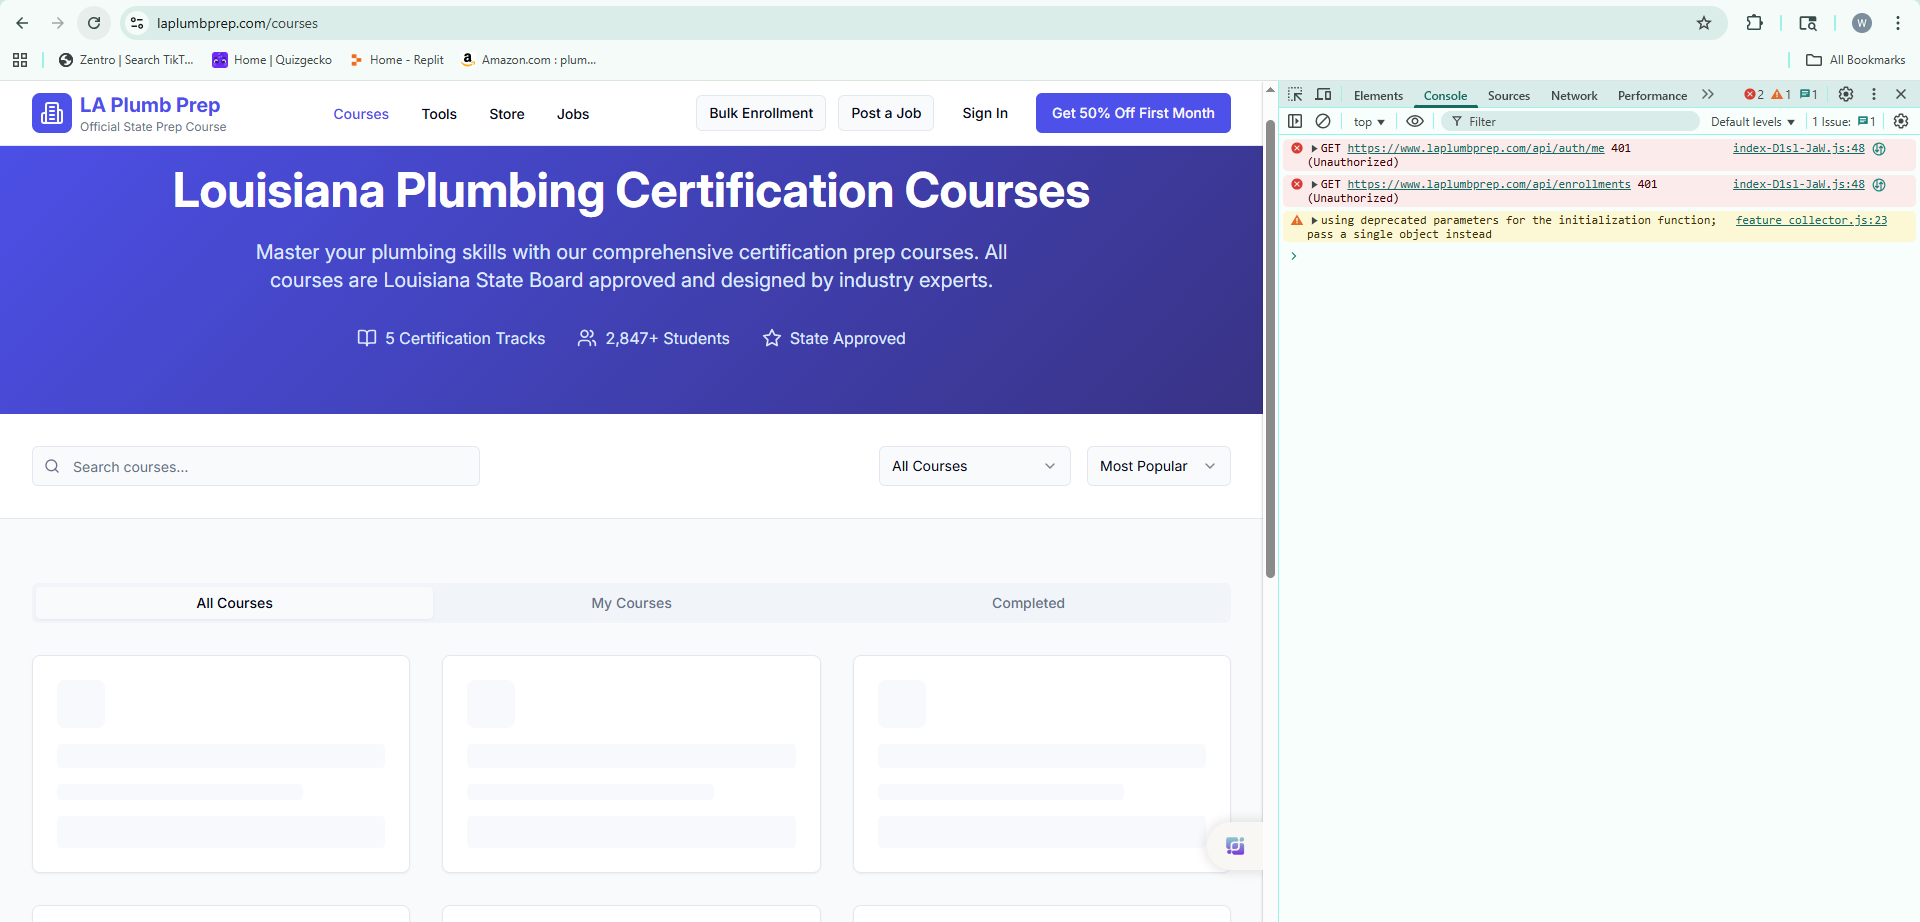 laplumbprep.com/courses
W
Zentro | Search TikT...
Home | Quizgecko
Home - Replit
Amazon.com : plum...
All Bookmarks
LA Plumb Prep
Official State Prep Course
Courses
Tools
Store
Jobs
Bulk Enrollment
Post a Job
Sign In
Get 50% Off First Month
Louisiana Plumbing Certification Courses
Master your plumbing skills with our comprehensive certification prep courses. All
courses are Louisiana State Board approved and designed by industry experts.
5 Certification Tracks
2,847+ Students
State Approved
Search courses...
All Courses
Most Popular
All Courses
My Courses
Completed
Elements
Console
Sources
Network
Performance
2
1
1
top
Filter
Default levels
1 Issue: 1
GET https://www.laplumbprep.com/api/auth/me 401 index-D1sl-JaW.js:48
(Unauthorized)
GET https://www.laplumbprep.com/api/enrollments 401 index-D1sl-JaW.js:48
(Unauthorized)
using deprecated parameters for the initialization function; feature_collector.js:23
pass a single object instead